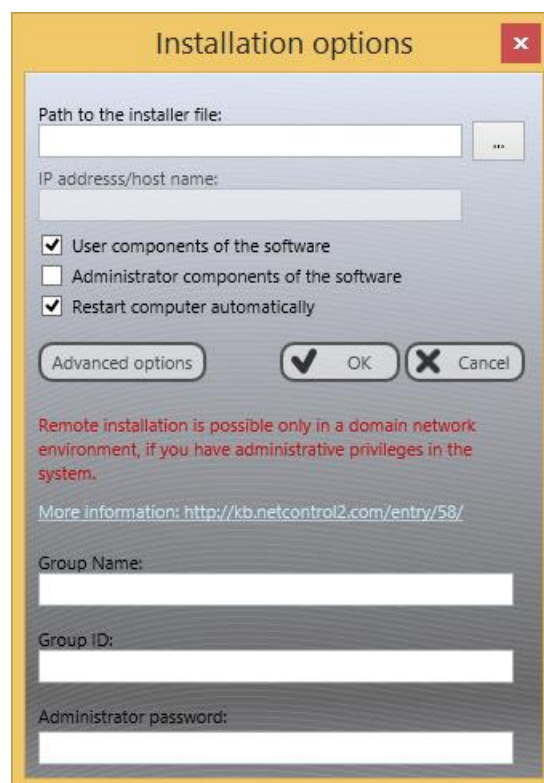 Installation options
Path to the installer file:
...
IP addresss/host name:
User components of the software
Administrator components of the software
Restart computer automatically
Advanced options OK Cancel
Remote installation is possible only in a domain network
environment, if you have administrative privileges in the
system.
More information: http://kb.netcontrol2.com/entry/58/
Group Name:
Group ID:
Administrator password: